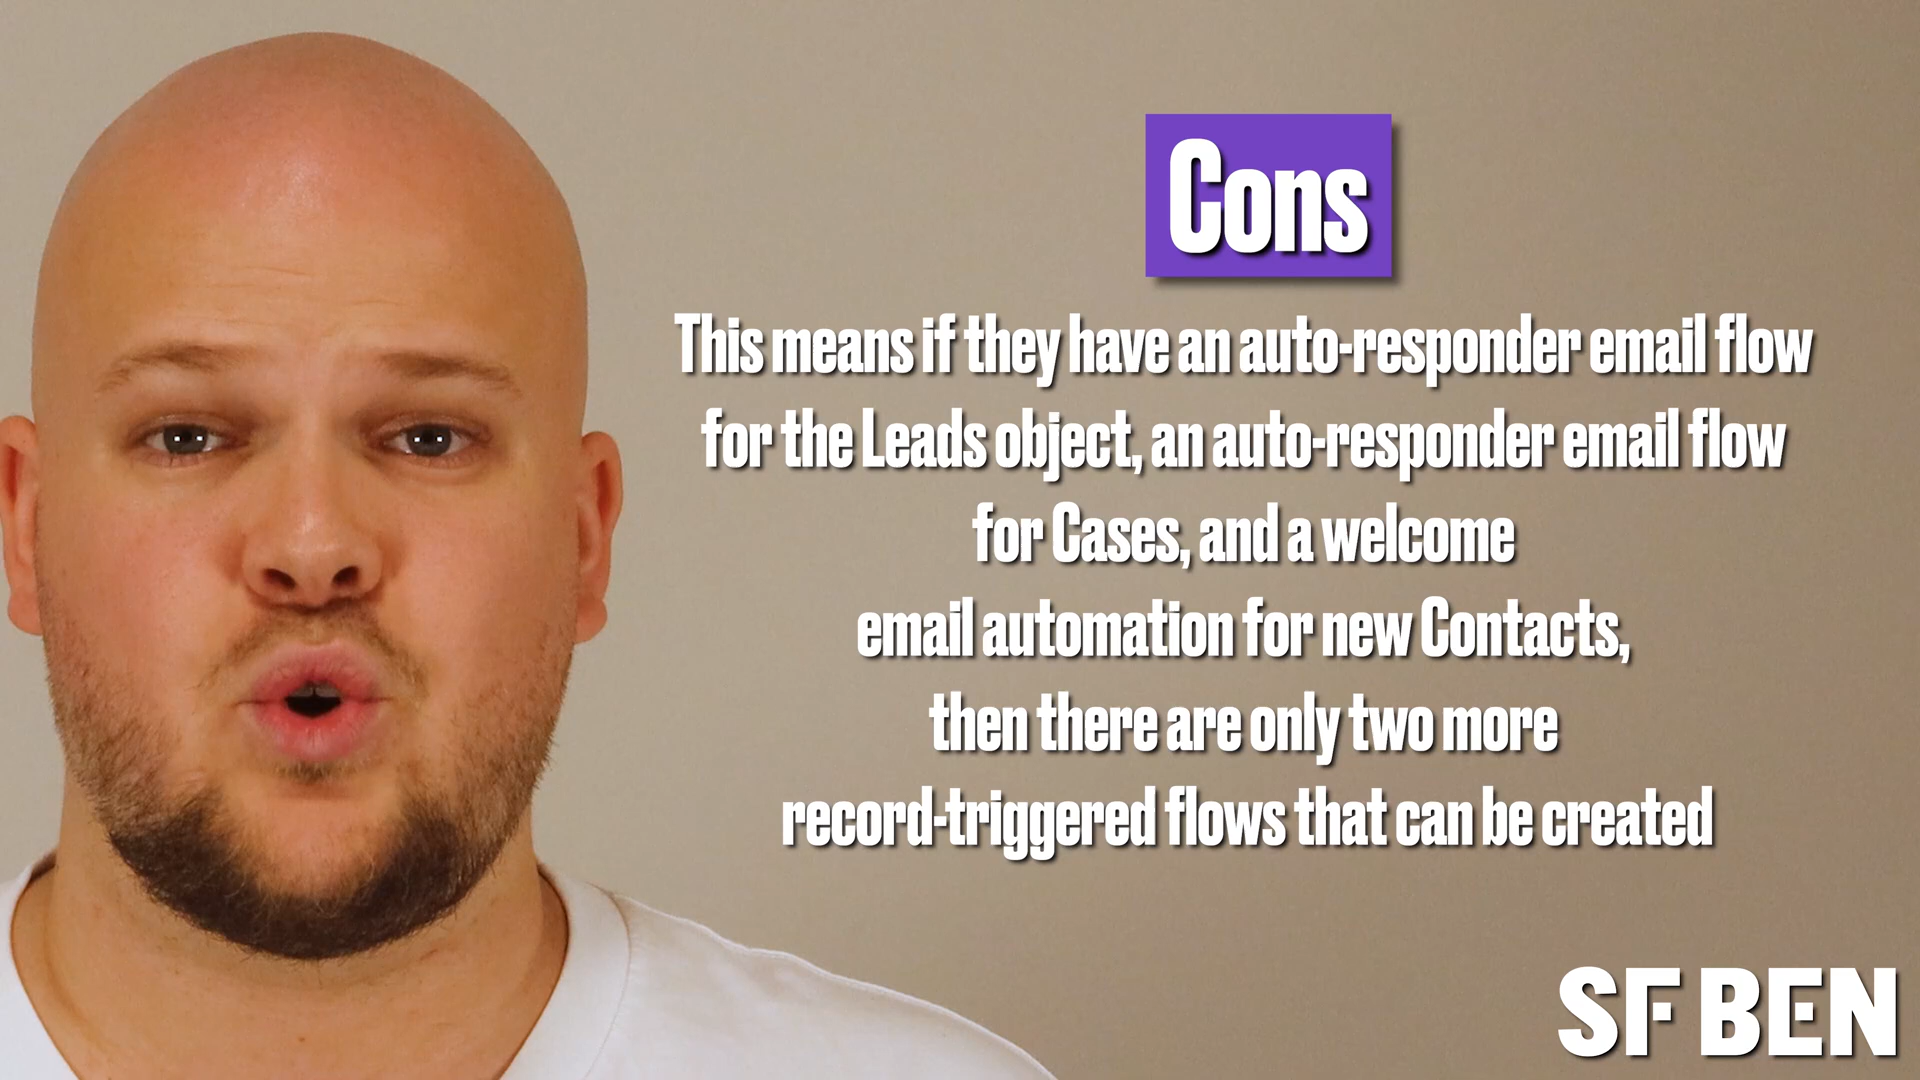 Cons
This means if they have an auto-responder email flow
for the Leads object, an auto-responder email flow
for Cases, and a welcome
email automation for new Contacts,
then there are only two more
record-triggered flows that can be created
SF BEN